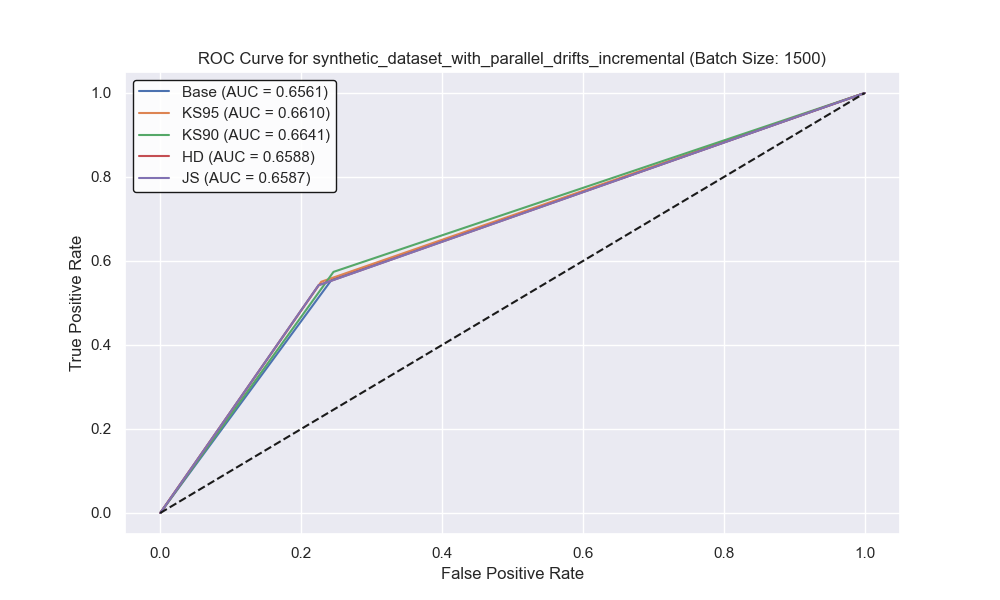 ROC Curve for synthetic_dataset_with_parallel_drifts_incremental (Batch Size: 1500)
Base (AUC = 0.6561)
KS95 (AUC = 0.6610)
KS90 (AUC = 0.6641)
HD (AUC = 0.6588)
JS (AUC = 0.6587)
True Positive Rate
1.0
0.8
0.6
0.4
0.2
0.0
0.0 0.2 0.4 0.6 0.8 1.0
False Positive Rate